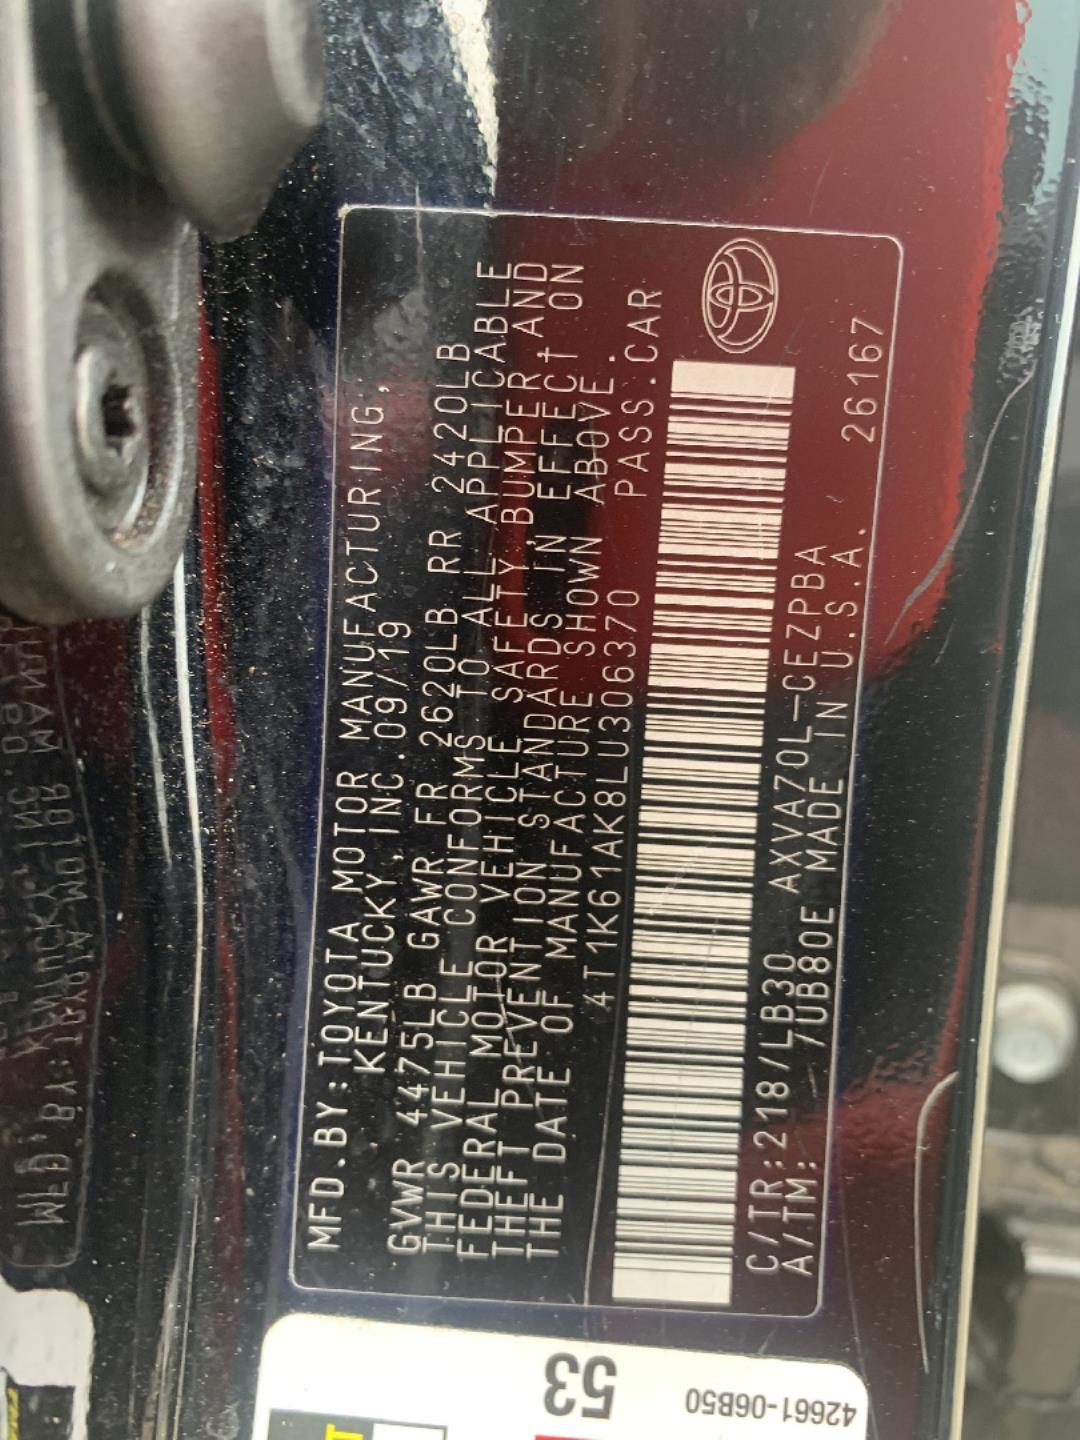 MFD.BY:TOYOTA MOTOR MANUFACTURING,
KENTUCKY,INC.09/19
GVWR 4475LB GAWR FR 2620LB RR 2420LB
THIS VEHICLE CONFORMS TO ALL APPLICABLE
FEDERAL MOTOR VEHICLE SAFETY,BUMPER,AND
THEFT PREVENTION STANDARDS IN EFFECT ON
THE DATE OF MANUFACTURE SHOWN ABOVE.
4T1K61AK8LU306370 PASS.CAR
C/TR:218/LB30 AXVA70L-CEZPBA 26167
A/TM: -/UB80E MADE IN U.S.A.
53
42661-06B50